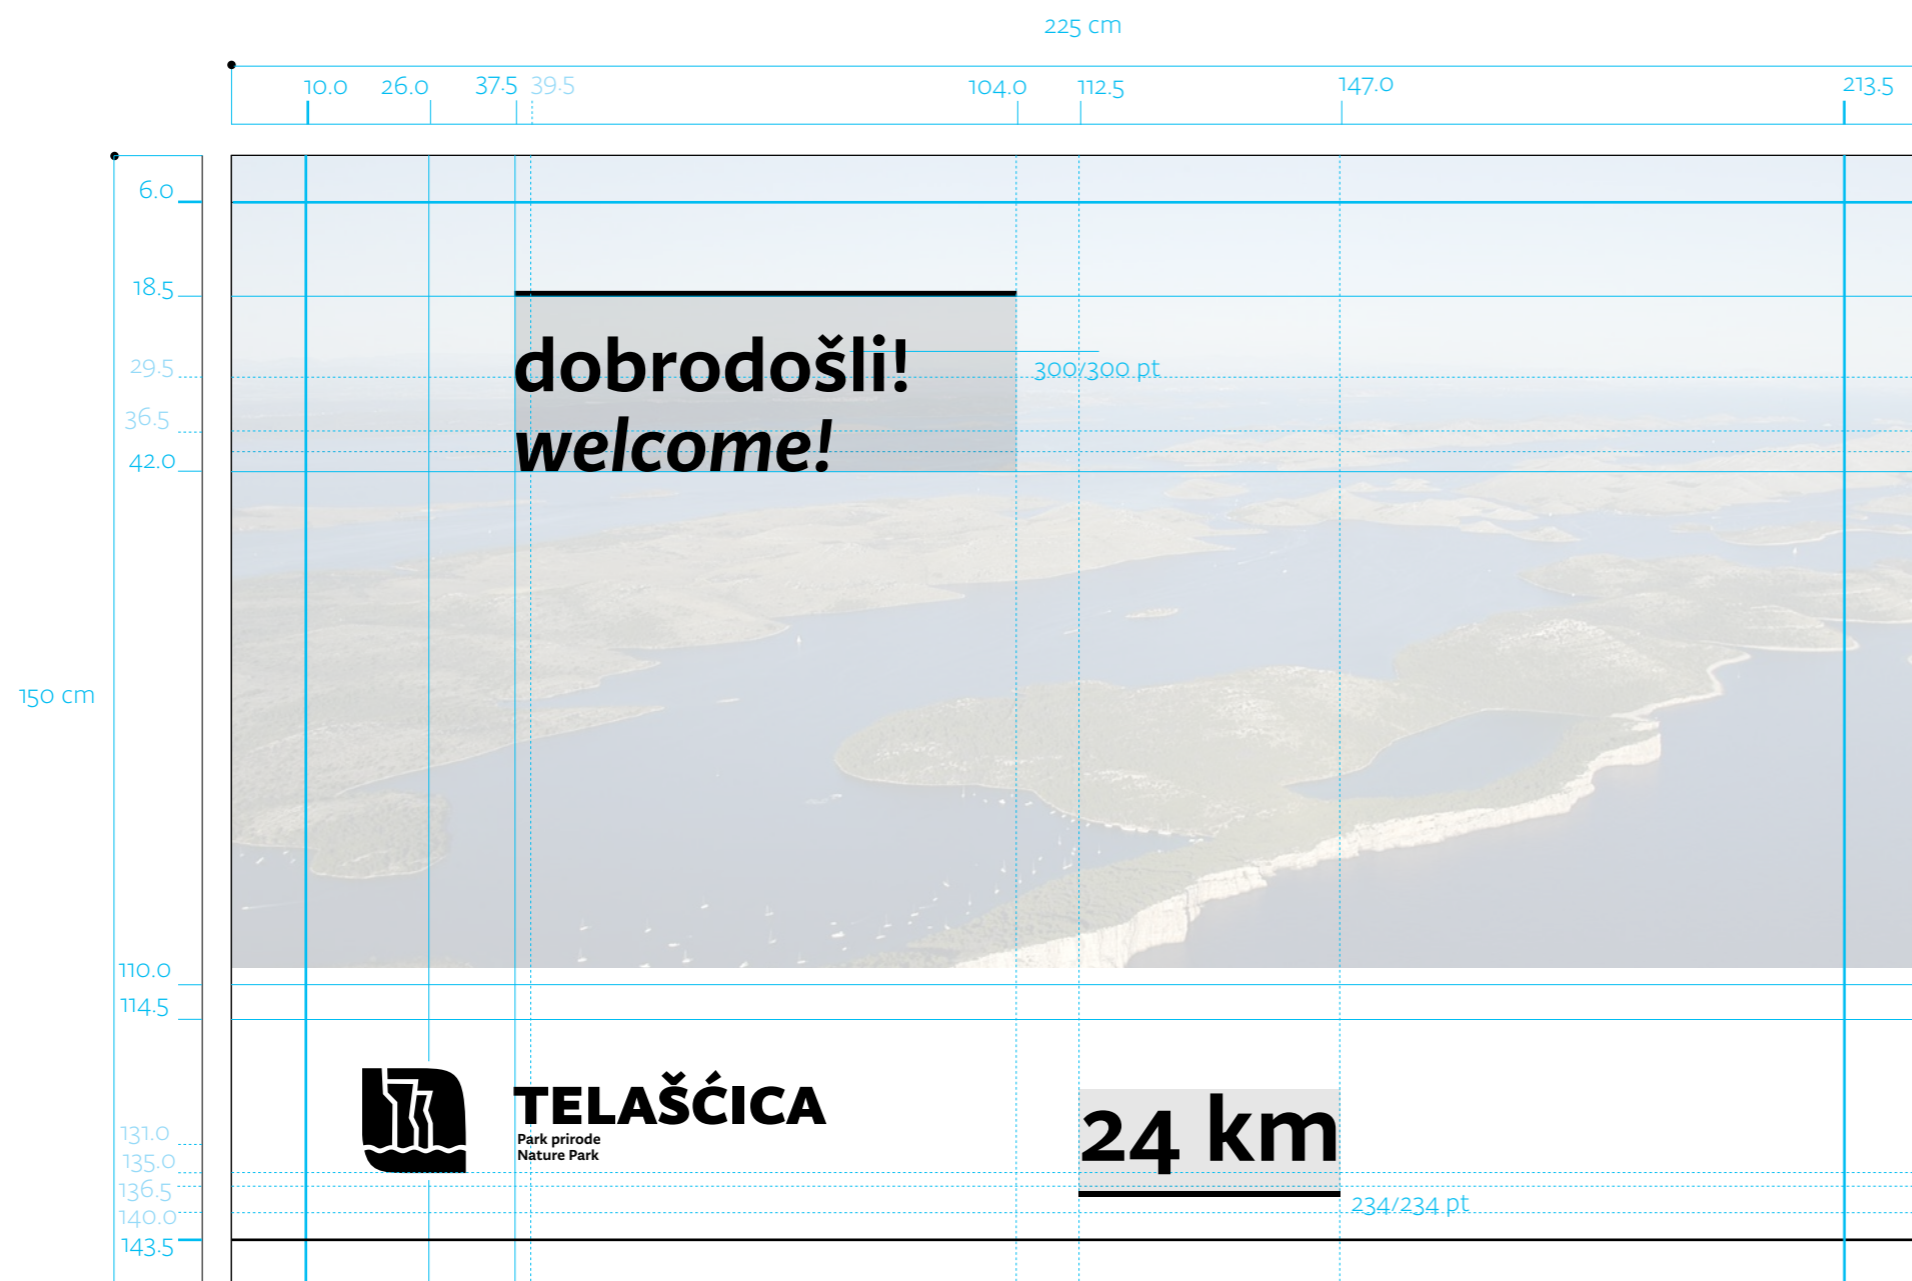 225 cm
10.0 26.0 37.5 39.5 104.0 112.5 147.0 213.5
6.0
18.5
dobrodošli!
300/300 pt
29.5
36.5
welcome!
42.0
150 cm
110.0
114.5
TELAŠĆICA
24 km
131.0
Park prirode
Nature Park
135.0
136.5
234/234 pt
140.0
143.5